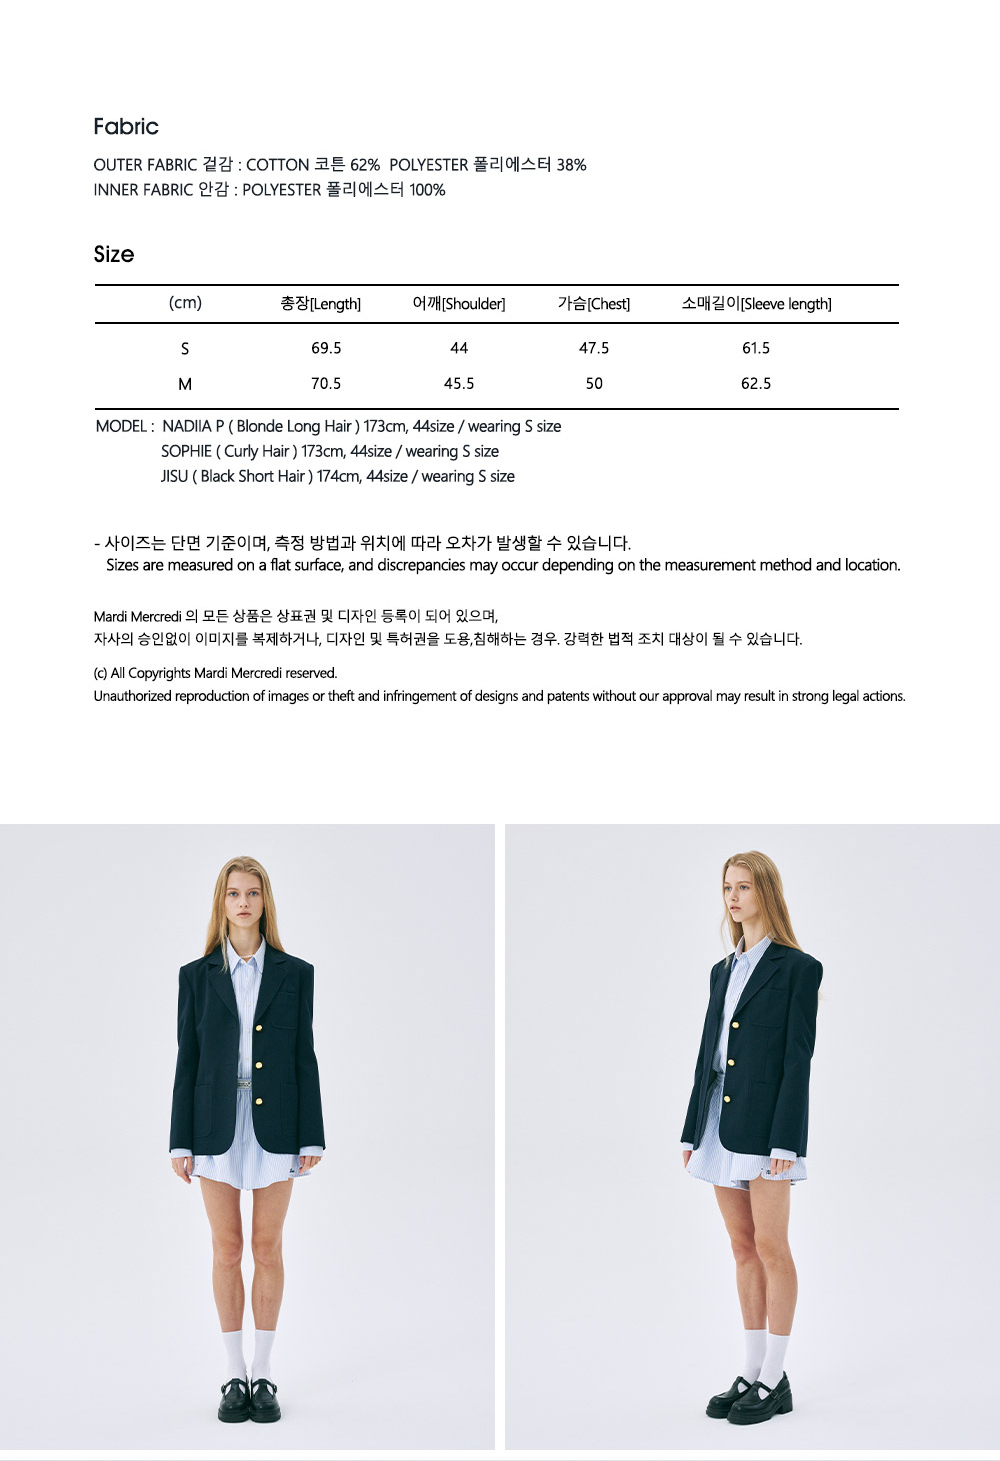 Fabric
OUTER FABRIC 겉감 : COTTON 코튼 62%  POLYESTER 폴리에스터 38%
INNER FABRIC 안감 : POLYESTER 폴리에스터 100%
Size
(cm) 총장[Length] 어깨[Shoulder] 가슴[Chest] 소매길이[Sleeve length]
S 69.5 44 47.5 61.5
M 70.5 45.5 50 62.5
MODEL : NADIIA P ( Blonde Long Hair ) 173cm, 44size / wearing S size
SOPHIE ( Curly Hair ) 173cm, 44size / wearing S size
JISU ( Black Short Hair ) 174cm, 44size / wearing S size
- 사이즈는 단면 기준이며, 측정 방법과 위치에 따라 오차가 발생할 수 있습니다.
Sizes are measured on a flat surface, and discrepancies may occur depending on the measurement method and location.
Mardi Mercredi 의 모든 상품은 상표권 및 디자인 등록이 되어 있으며,
자사의 승인없이 이미지를 복제하거나, 디자인 및 특허권을 도용,침해하는 경우. 강력한 법적 조치 대상이 될 수 있습니다.
(c) All Copyrights Mardi Mercredi reserved.
Unauthorized reproduction of images or theft and infringement of designs and patents without our approval may result in strong legal actions.